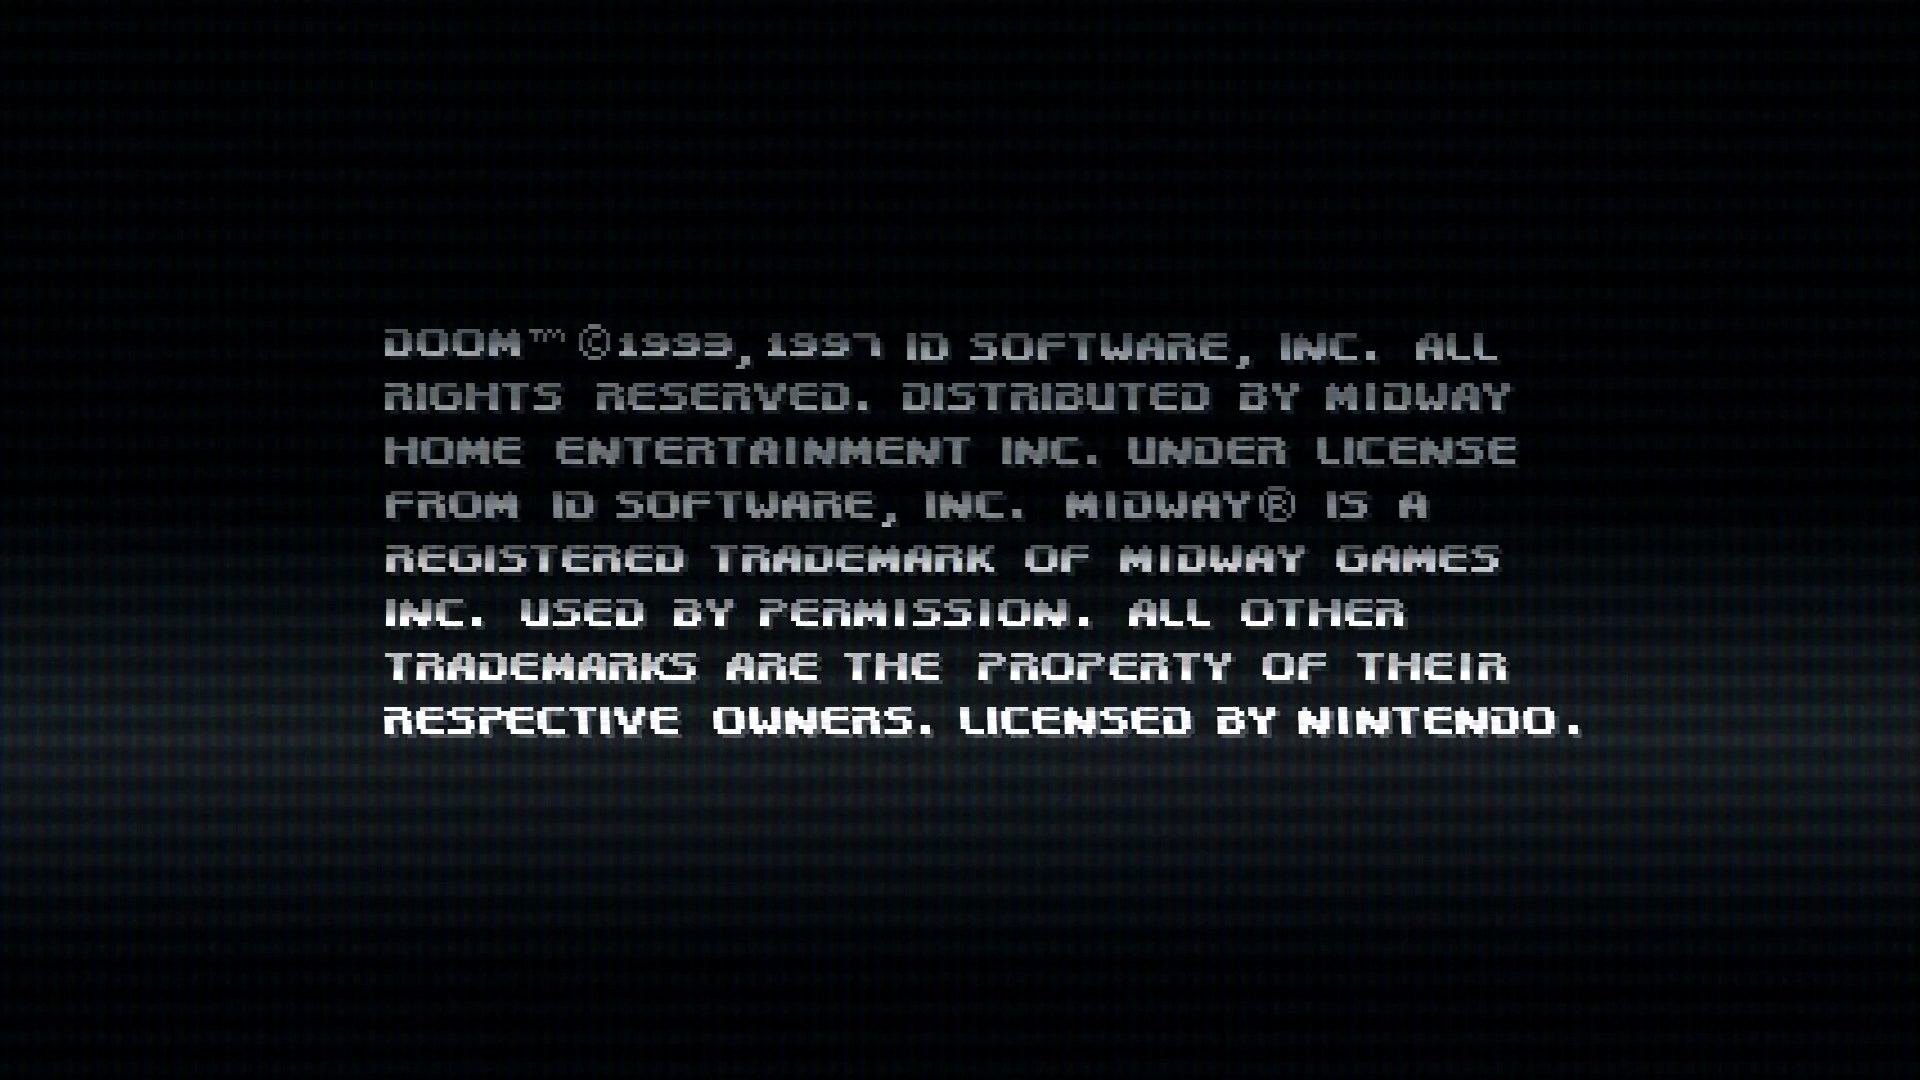 DOOM™ ©1993, 1997 ID SOFTWARE, INC. ALL
RIGHTS RESERVED. DISTRIBUTED BY MIDWAY
HOME ENTERTAINMENT INC. UNDER LICENSE
FROM ID SOFTWARE, INC. MIDWAY® IS A
REGISTERED TRADEMARK OF MIDWAY GAMES
INC. USED BY PERMISSION. ALL OTHER
TRADEMARKS ARE THE PROPERTY OF THEIR
RESPECTIVE OWNERS. LICENSED BY NINTENDO.